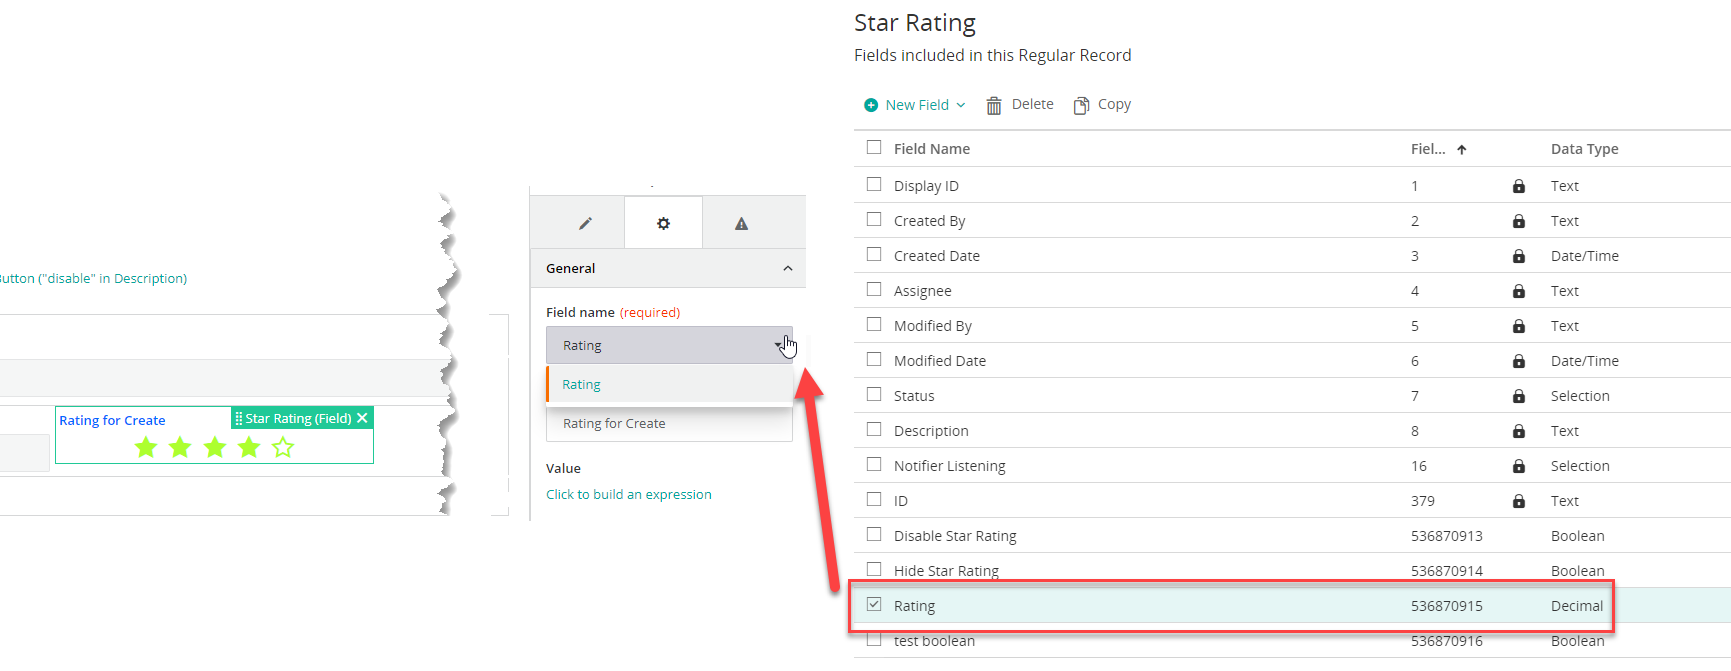 Star Rating
Fields included in this Regular Record
New Field Delete Copy
Field Name Fiel... Data Type
Display ID 1 Text
Created By 2 Text
Created Date 3 Date/Time
Assignee 4 Text
Modified By 5 Text
Modified Date 6 Date/Time
Status 7 Selection
Description 8 Text
Notifier Listening 16 Selection
ID 379 Text
Disable Star Rating 536870913 Boolean
Hide Star Rating 536870914 Boolean
Rating 536870915 Decimal
test boolean 536870916 Boolean
General
Field name (required)
Rating
Rating
Rating for Create
Value
Click to build an expression
utton ("disable" in Description)
Rating for Create
Star Rating (Field)